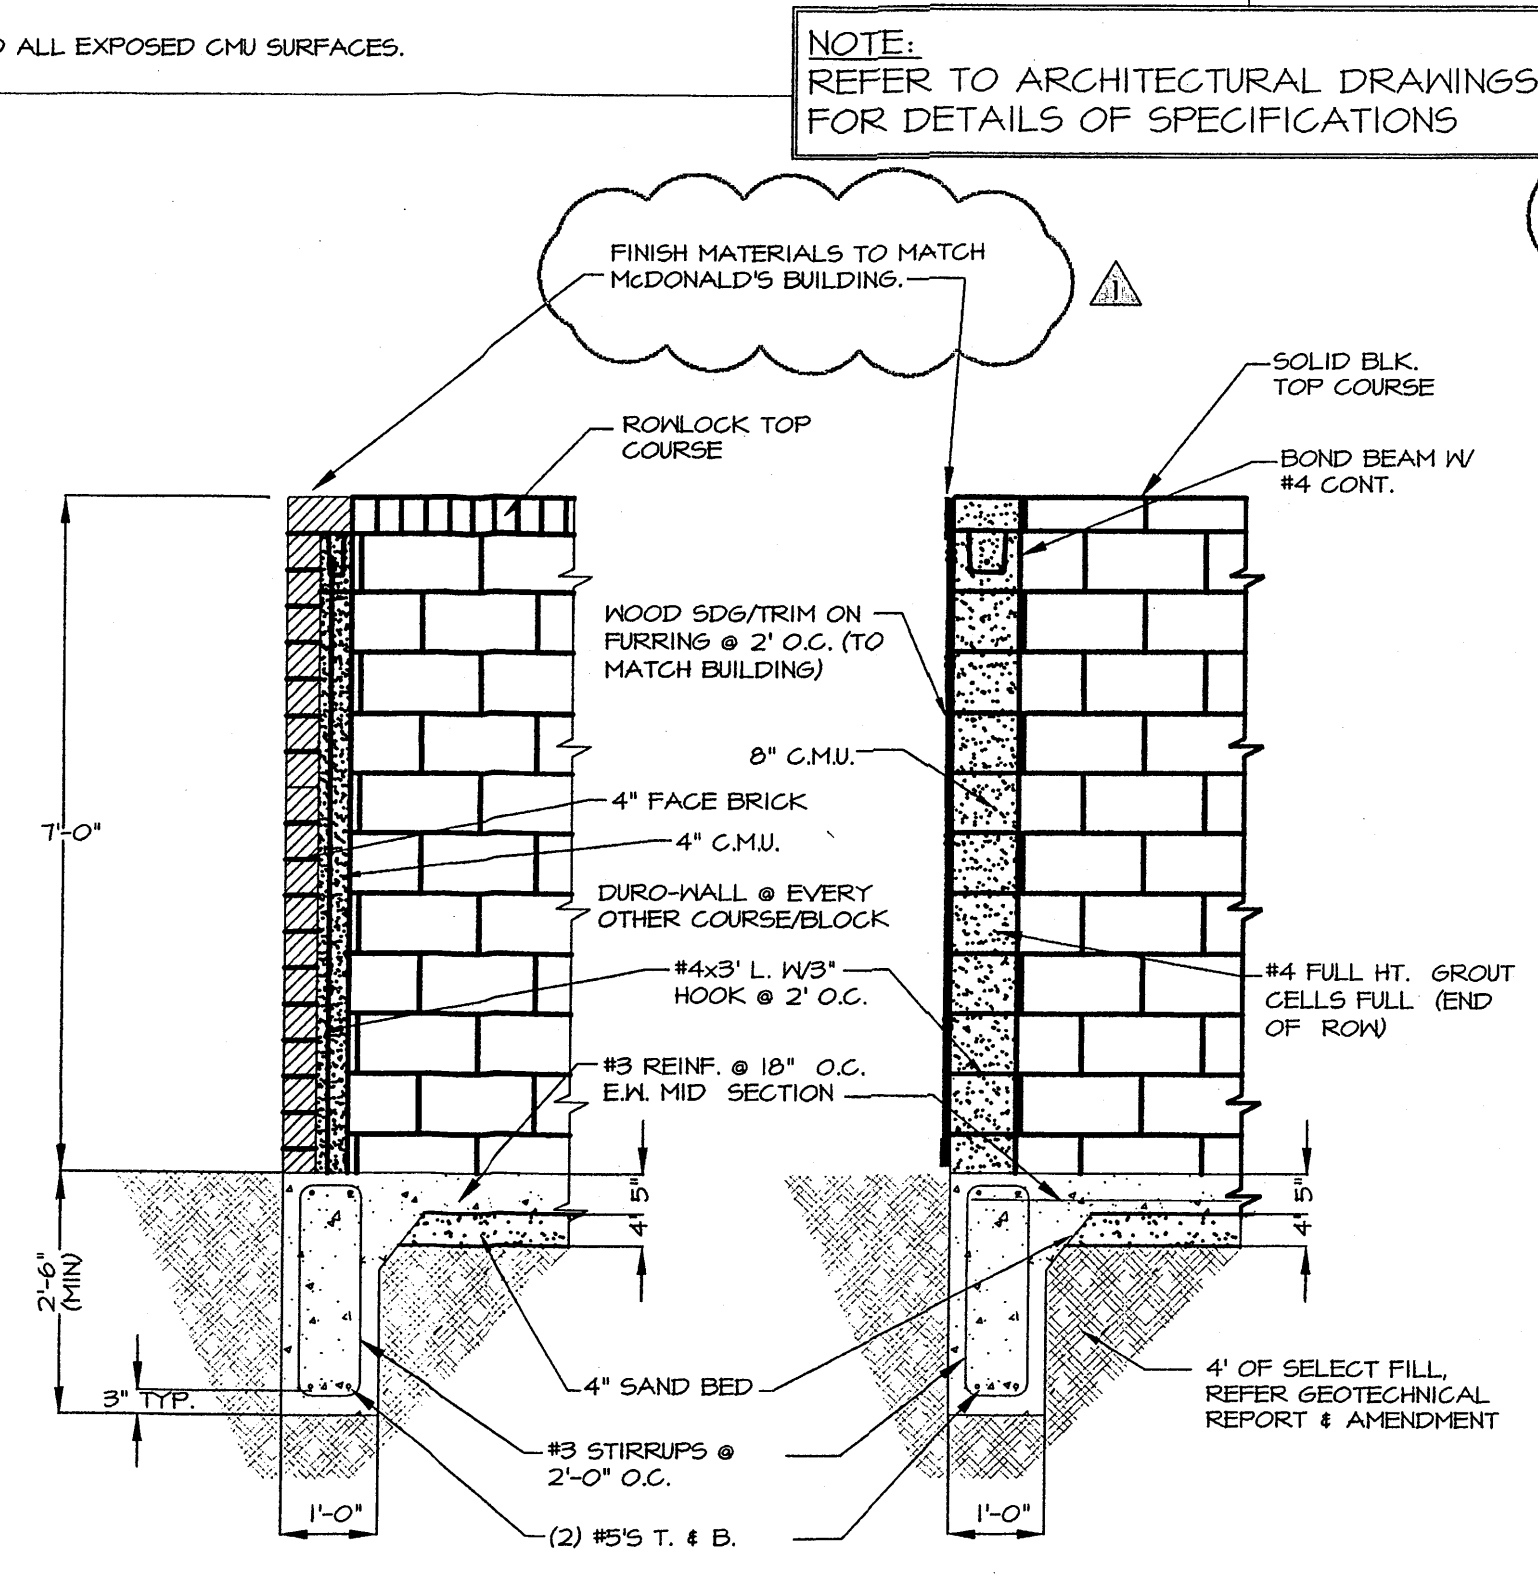 D ALL EXPOSED CMU SURFACES.
NOTE:
REFER TO ARCHITECTURAL DRAWINGS
FOR DETAILS OF SPECIFICATIONS
FINISH MATERIALS TO MATCH
McDONALD'S BUILDING.
1
SOLID BLK.
TOP COURSE
ROWLOCK TOP
COURSE
BOND BEAM W/
#4 CONT.
WOOD SDG/TRIM ON
FURRING @ 2' O.C. (TO
MATCH BUILDING)
8" C.M.U.
4" FACE BRICK
7'-0"
4" C.M.U.
DURO-WALL @ EVERY
OTHER COURSE/BLOCK
#4x3' L. W/3"
HOOK @ 2' O.C.
#4 FULL HT. GROUT
CELLS FULL (END
OF ROW)
#3 REINF. @ 18" O.C.
E.W. MID SECTION
5"
4'
5"
4'
2'-6"
(MIN)
3" TYP.
4" SAND BED
4' OF SELECT FILL,
REFER GEOTECHNICAL
REPORT & AMENDMENT
#3 STIRRUPS @
2'-0" O.C.
1'-0"
1'-0"
(2) #5'S T. & B.